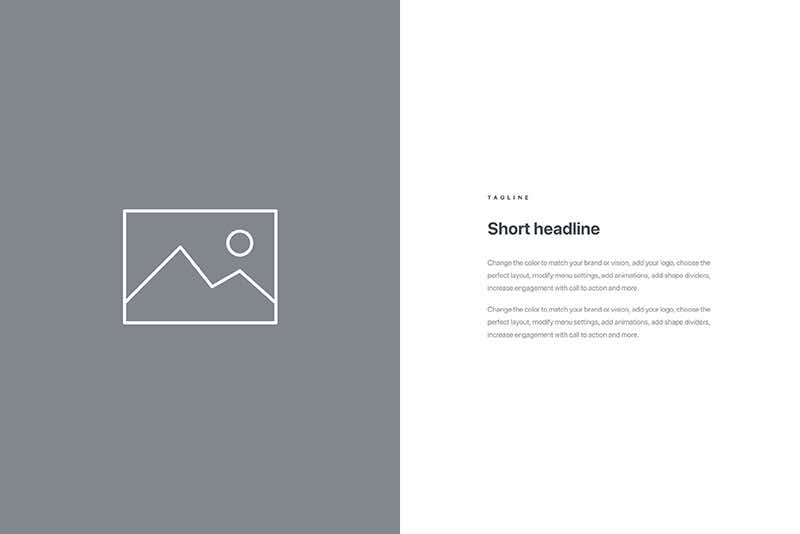 TAGLINE
Short headline
Change the color to match your brand or vision, add your logo, choose the
perfect layout, modify menu settings, add animations, add shape dividers,
increase engagement with call to action and more.
Change the color to match your brand or vision, add your logo, choose the
perfect layout, modify menu settings, add animations, add shape dividers,
increase engagement with call to action and more.